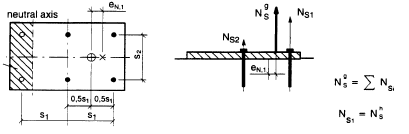 neutral axis
e_N,1
s_2
0,5s_1
0,5s_1
s_1
s_1
N_S^g
N_S1
N_S2
e_N,1
N_S^g = ∑ N_S
N_S1 = N_S^h